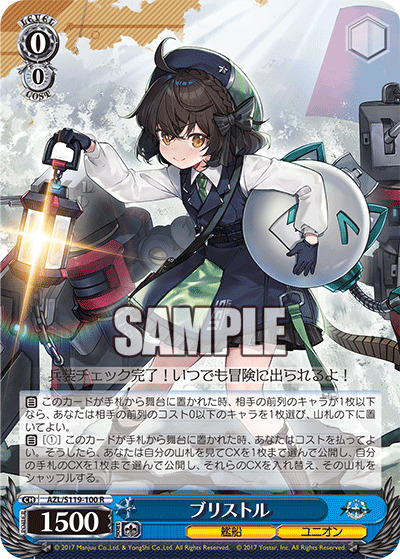 LEVEL
0
0
COST
SAMPLE
兵装チェック完了！いつでも冒険に出られるよ！
自 このカードが手札から舞台に置かれた時、相手の前列のキャラが1枚以下
なら、あなたは相手の前列のコスト0以下のキャラを1枚選び、山札の下に置
いてよい。
自 ［①］ このカードが手札から舞台に置かれた時、あなたはコストを払ってよ
い。そうしたら、あなたは自分の山札を見てCXを1枚まで選んで公開し、自分
の手札のCXを1枚まで選んで公開し、それらのCXを入れ替え、その山札を
シャッフルする。
CH AZL/S119-100 R
1500
ブリストル
艦船 ユニオン
© 2017 Manjuu Co.,Ltd. & YongShi Co.,Ltd. All Rights Reserved. © 2017 Yostar, Inc. All Rights Reserved.